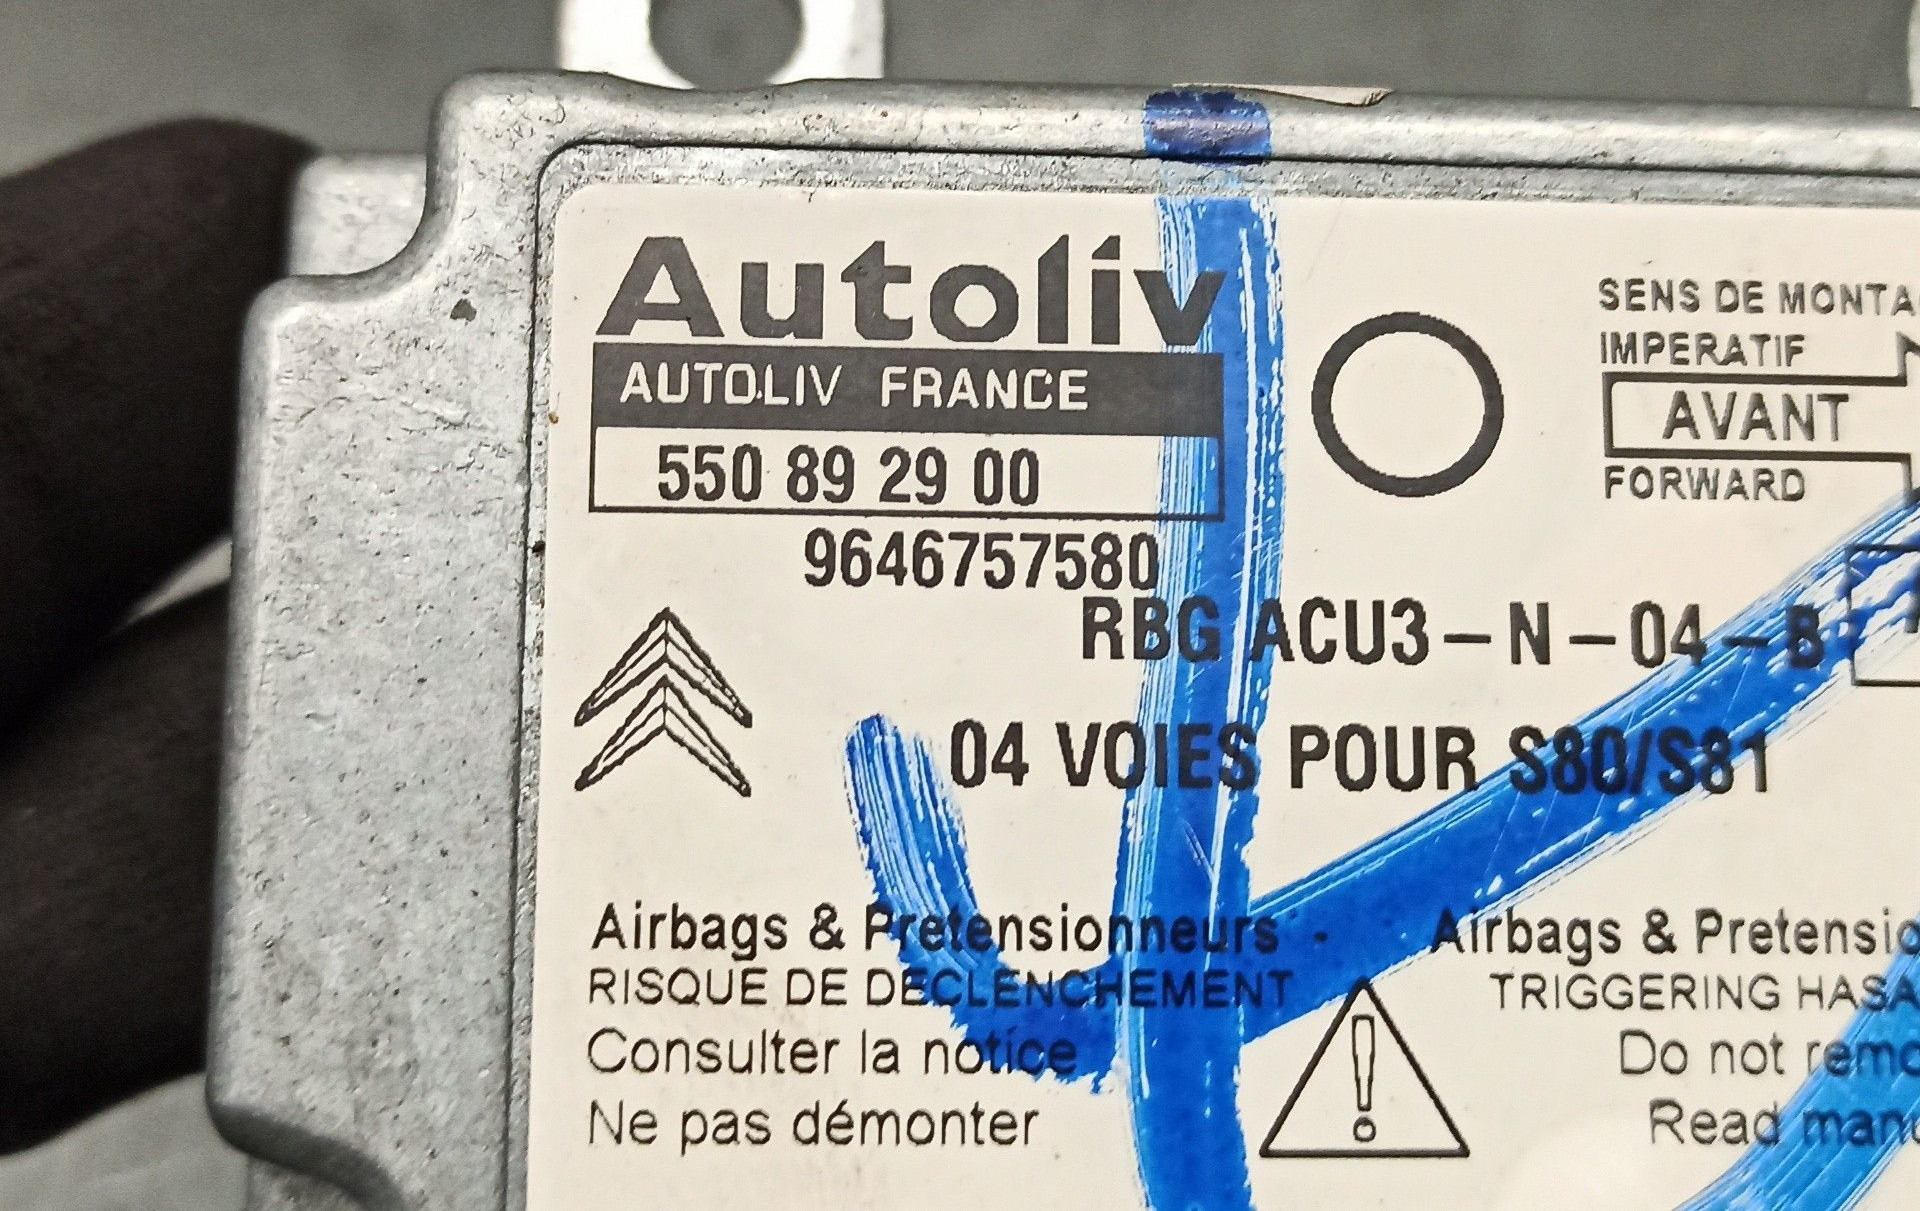 Autoliv
AUTOLIV FRANCE
550 89 29 00
9646757580
RBG ACU3-N-04-B
04 VOIES POUR S80/S81
SENS DE MONTA
IMPERATIF
AVANT
FORWARD
Airbags & Pretensionneurs
RISQUE DE DECLENCHEMENT
Consulter la notice
Ne pas démonter
Airbags & Pretensio
TRIGGERING HASA
Do not remo
Read manu